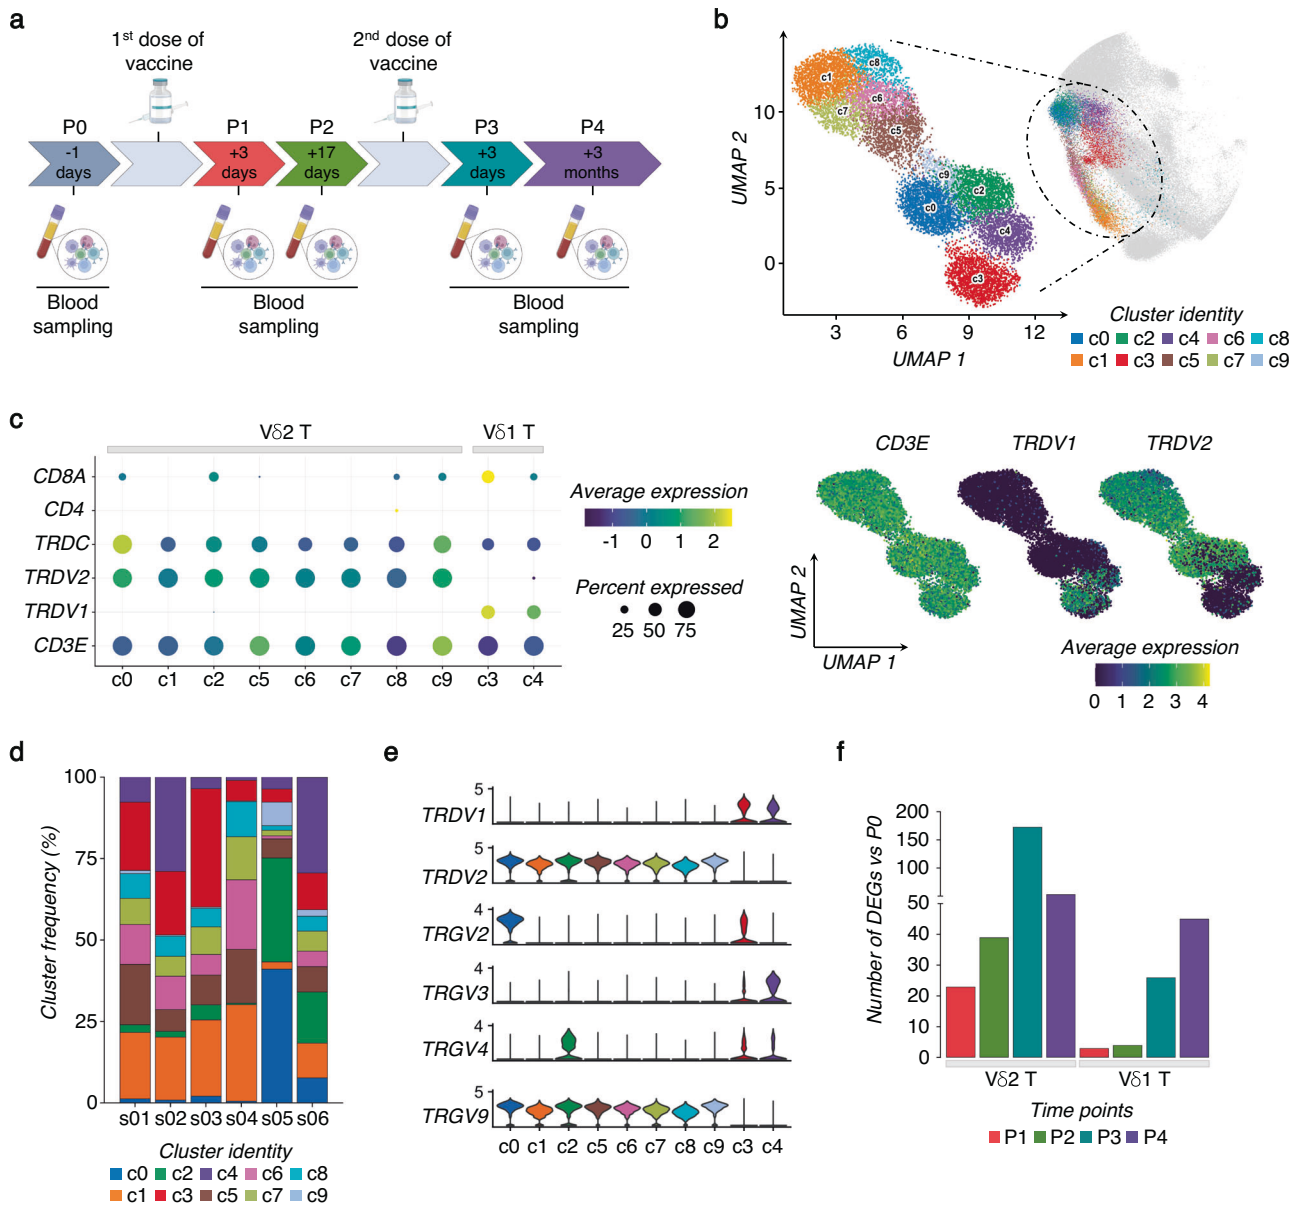 a
1st dose of
vaccine
2nd dose of
vaccine
P0
P1
P2
P3
P4
-1
days
+3
days
+17
days
+3
days
+3
months
Blood
sampling
Blood
sampling
Blood
sampling
b
UMAP 2
10
5
0
3
6
9
12
UMAP 1
c8
c1
c6
c7
c5
c9
c2
c0
c4
c3
Cluster identity
c0 c2 c4 c6 c8
c1 c3 c5 c7 c9
c
Vδ2 T
Vδ1 T
CD8A
CD4
TRDC
TRDV2
TRDV1
CD3E
c0 c1 c2 c5 c6 c7 c8 c9 c3 c4
Average expression
-1 0 1 2
Percent expressed
25 50 75
CD3E
TRDV1
TRDV2
UMAP 2
UMAP 1
Average expression
0 1 2 3 4
d
Cluster frequency (%)
100
75
50
25
0
s01 s02 s03 s04 s05 s06
Cluster identity
c0 c2 c4 c6 c8
c1 c3 c5 c7 c9
e
5
TRDV1
5
TRDV2
4
TRGV2
4
TRGV3
4
TRGV4
5
TRGV9
c0 c1 c2 c5 c6 c7 c8 c9 c3 c4
f
Number of DEGs vs P0
200
150
100
50
40
30
20
10
0
Vδ2 T
Vδ1 T
Time points
P1 P2 P3 P4